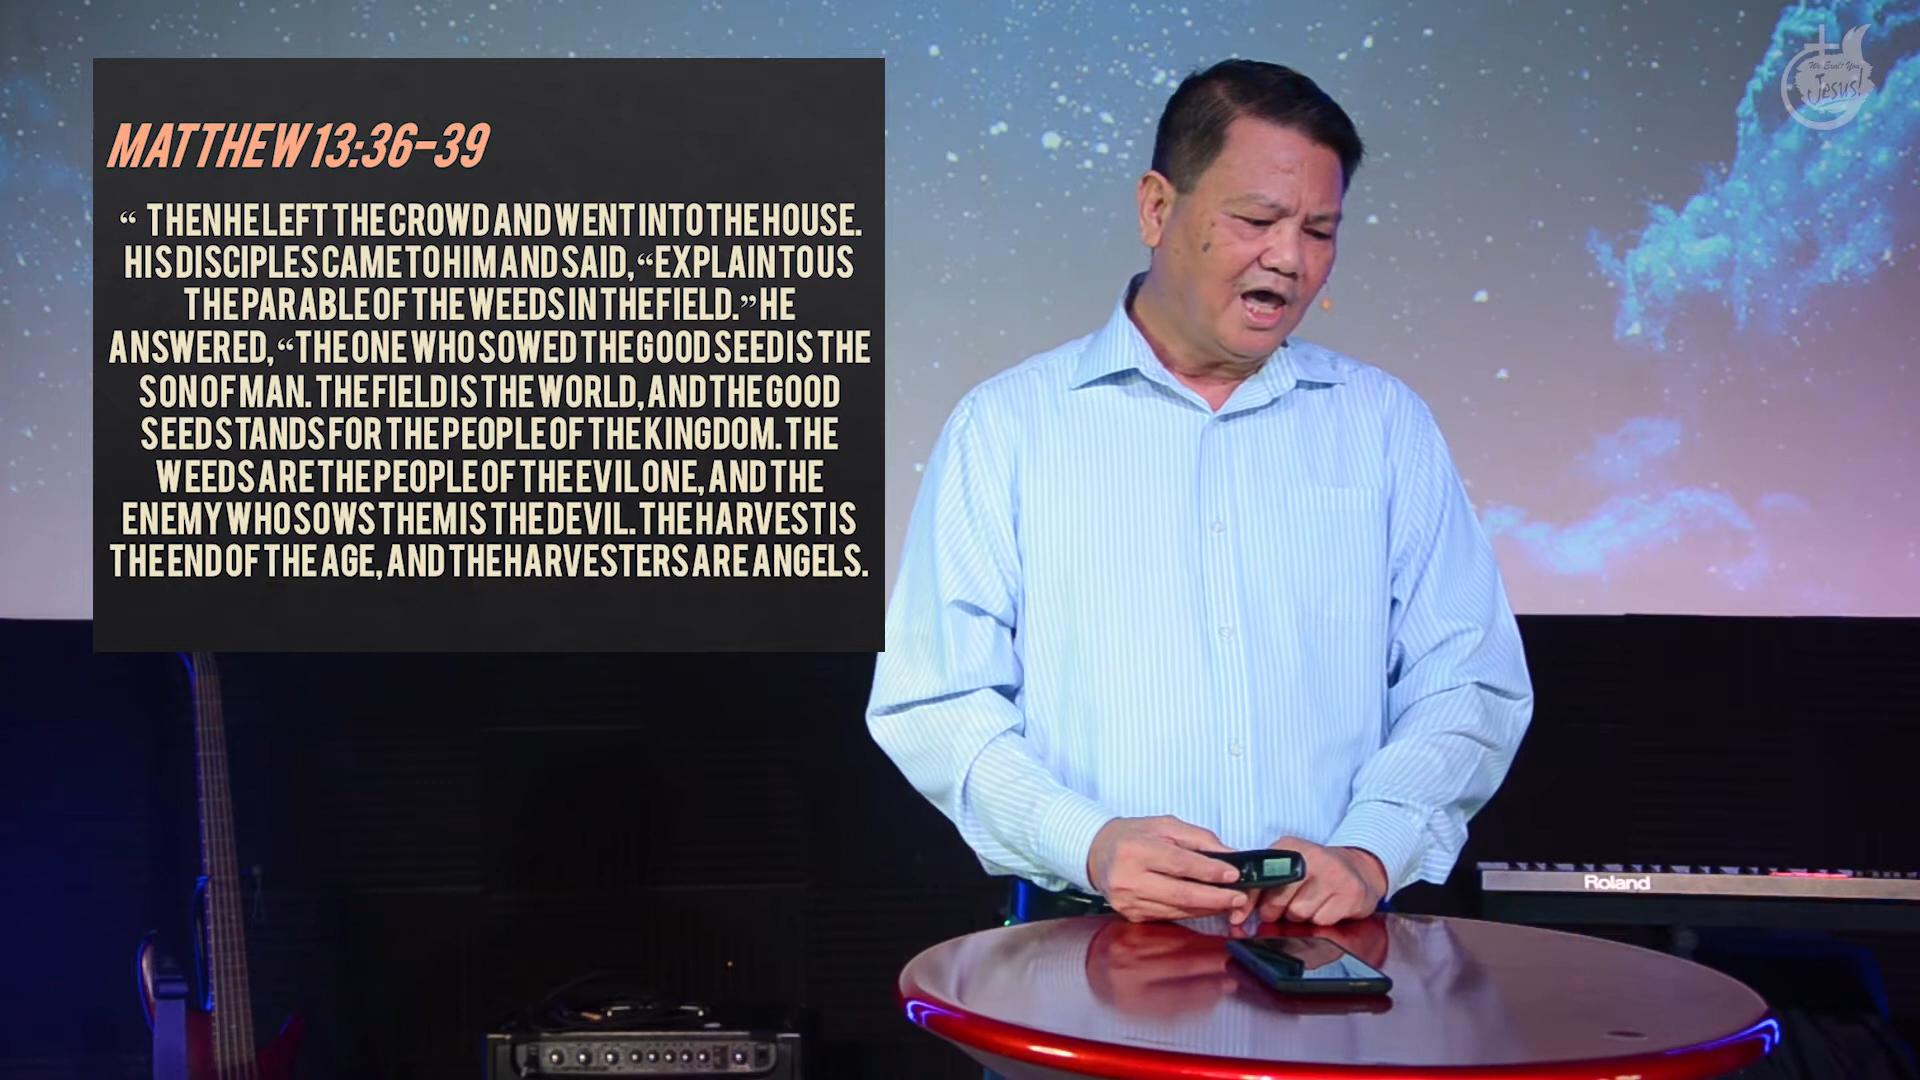 MATTHEW 13:36-39
“ THEN HE LEFT THE CROWD AND WENT INTO THE HOUSE.
HIS DISCIPLES CAME TO HIM AND SAID, “EXPLAIN TO US
THE PARABLE OF THE WEEDS IN THE FIELD.” HE
ANSWERED, “THE ONE WHO SOWED THE GOOD SEED IS THE
SON OF MAN. THE FIELD IS THE WORLD, AND THE GOOD
SEED STANDS FOR THE PEOPLE OF THE KINGDOM. THE
WEEDS ARE THE PEOPLE OF THE EVIL ONE, AND THE
ENEMY WHO SOWS THEM IS THE DEVIL. THE HARVEST IS
THE END OF THE AGE, AND THE HARVESTERS ARE ANGELS.
We Exalt You
Jesus!
Roland